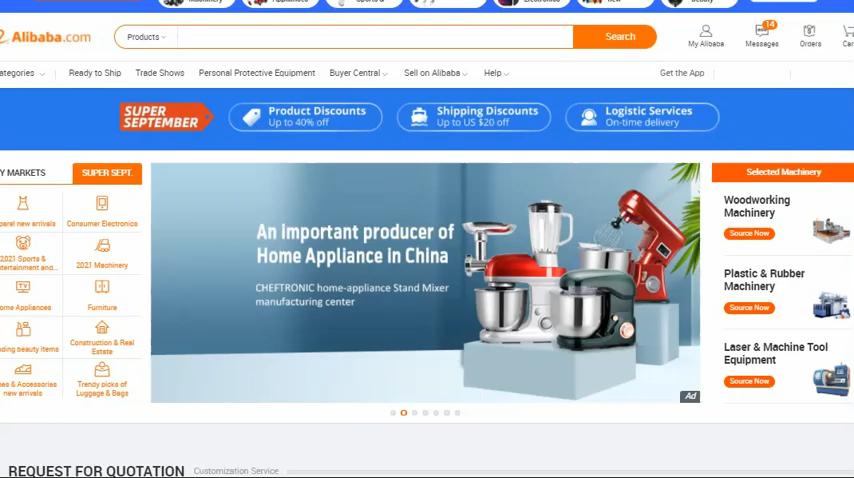 Alibaba.com
Products
Search
My Alibaba
14
Messages
Orders
Ready to Ship
Trade Shows
Personal Protective Equipment
Buyer Central
Sell on Alibaba
Help
Get the App
SUPER
SEPTEMBER
Product Discounts
Up to 40% off
Shipping Discounts
Up to US $20 off
Logistic Services
On-time delivery
Y MARKETS
SUPER SEPT.
parel new arrivals
Consumer Electronics
2021 Sports &
tertainment and...
2021 Machinery
ome Appliances
TV
Furniture
ding beauty items
Construction & Real
Estate
es & Accessories
new arrivals
Trendy picks of
Luggage & Bags
An important producer of
Home Appliance in China
CHEFTRONIC home-appliance Stand Mixer
manufacturing center
Ad
Selected Machinery
Woodworking
Machinery
Source Now
Plastic & Rubber
Machinery
Source Now
Laser & Machine Tool
Equipment
Source Now
REQUEST FOR QUOTATION
Customization Service